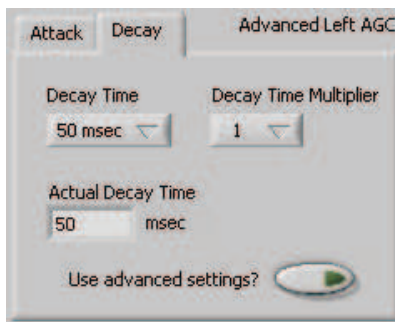 Attack Decay Advanced Left AGC
Decay Time Decay Time Multiplier
50 msec 1
Actual Decay Time
50 msec
Use advanced settings?